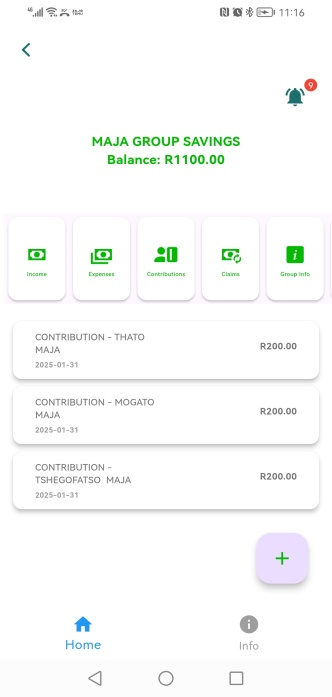 4G
11:16
9
MAJA GROUP SAVINGS
Balance: R1100.00
Income
Expenses
Contributions
Claims
Group Info
CONTRIBUTION - THATO
MAJA
R200.00
2025-01-31
CONTRIBUTION - MOGATO
MAJA
R200.00
2025-01-31
CONTRIBUTION -
TSHEGOFATSO MAJA
R200.00
2025-01-31
Home
Info